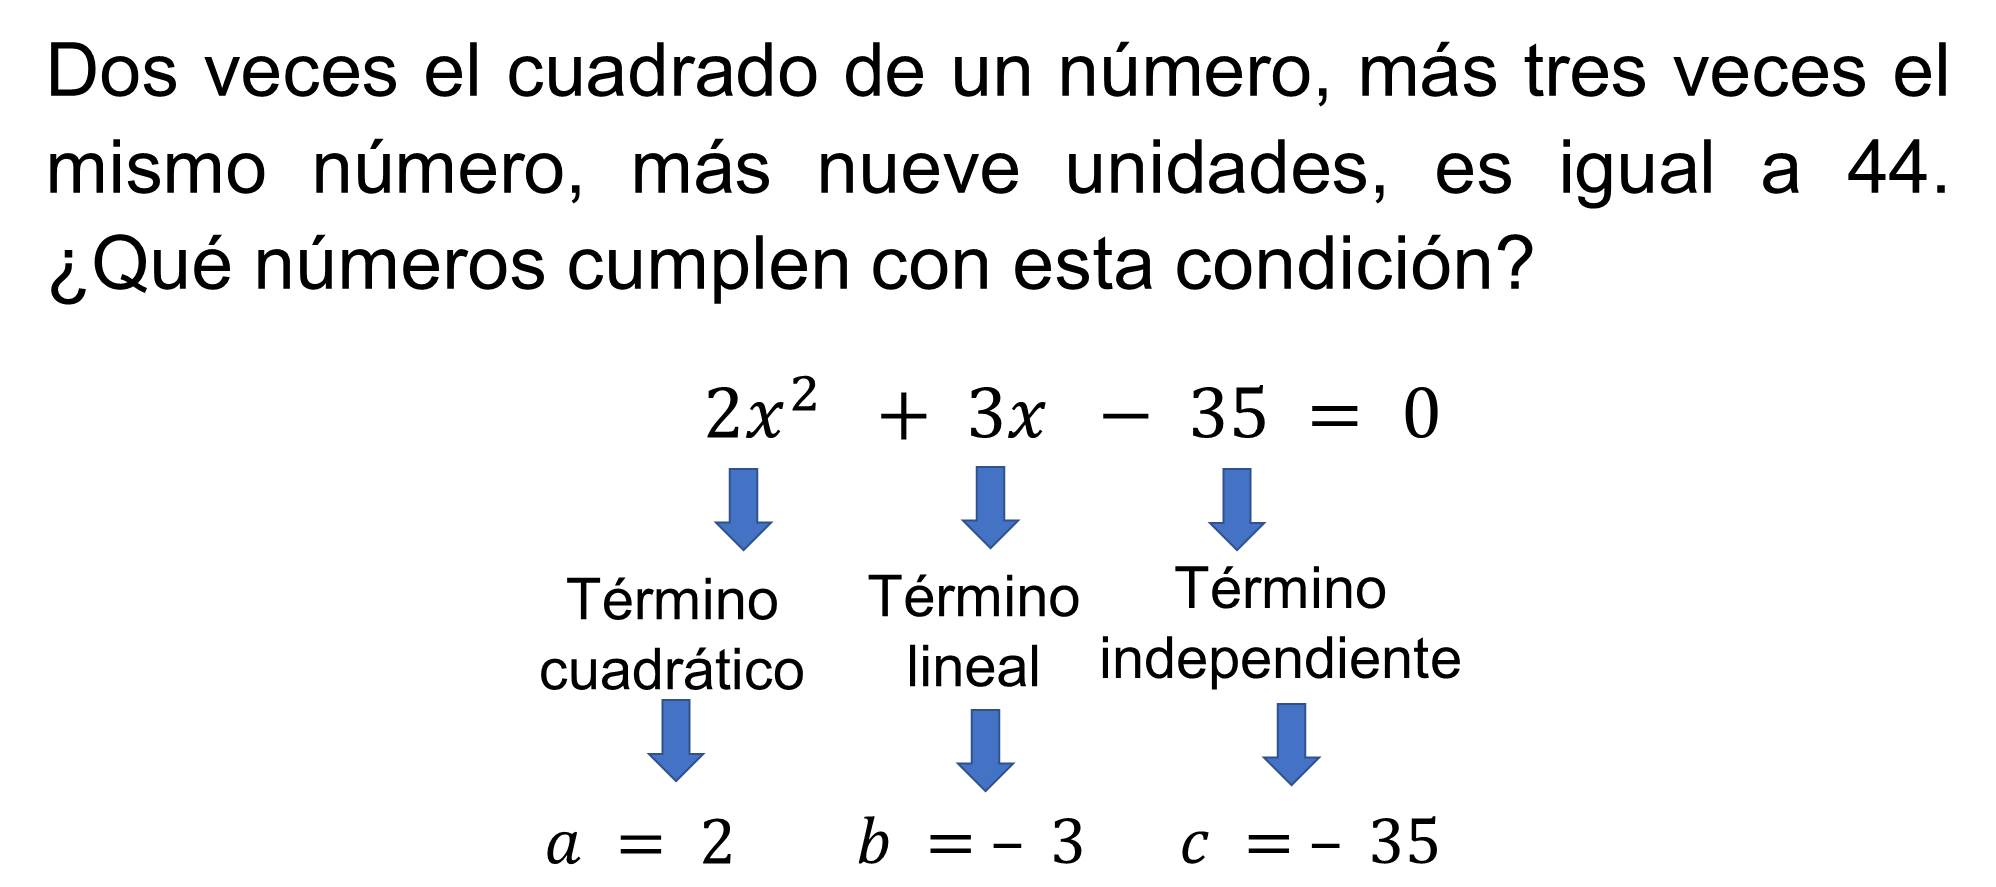 Dos veces el cuadrado de un número, más tres veces el
mismo número, más nueve unidades, es igual a 44.
¿Qué números cumplen con esta condición?
2x² + 3x − 35 = 0
Término cuadrático
Término lineal
Término independiente
a = 2 b = − 3 c = − 35